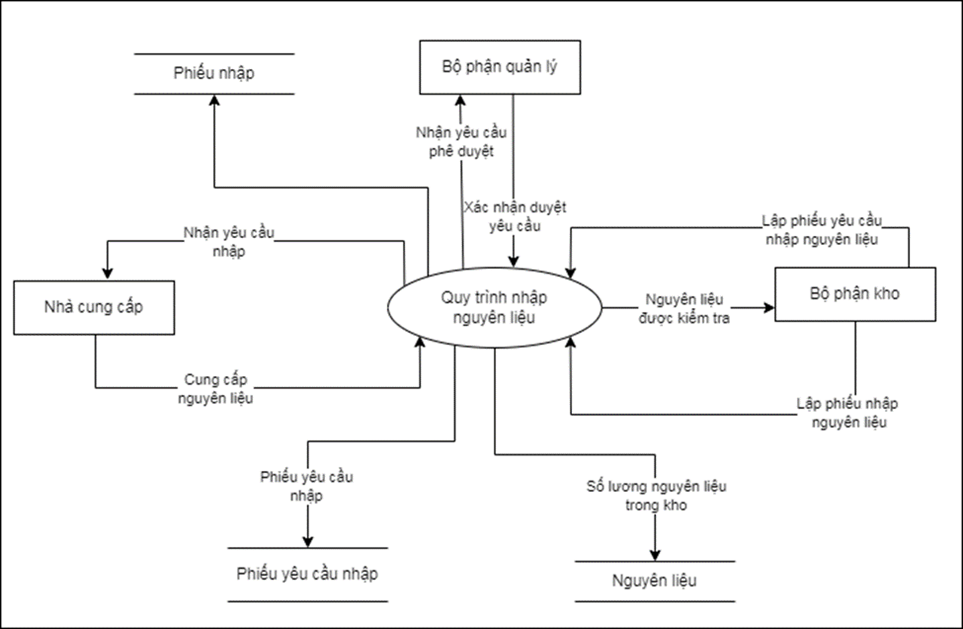 Phiếu nhập
Bộ phận quản lý
Nhận yêu cầu
phê duyệt
Xác nhận duyệt
yêu cầu
Lập phiếu yêu cầu
nhập nguyên liệu
Nhận yêu cầu
nhập
Nhà cung cấp
Quy trình nhập
nguyên liệu
Nguyên liệu
được kiểm tra
Bộ phận kho
Cung cấp
nguyên liệu
Lập phiếu nhập
nguyên liệu
Phiếu yêu cầu
nhập
Số lương nguyên liệu
trong kho
Phiếu yêu cầu nhập
Nguyên liệu